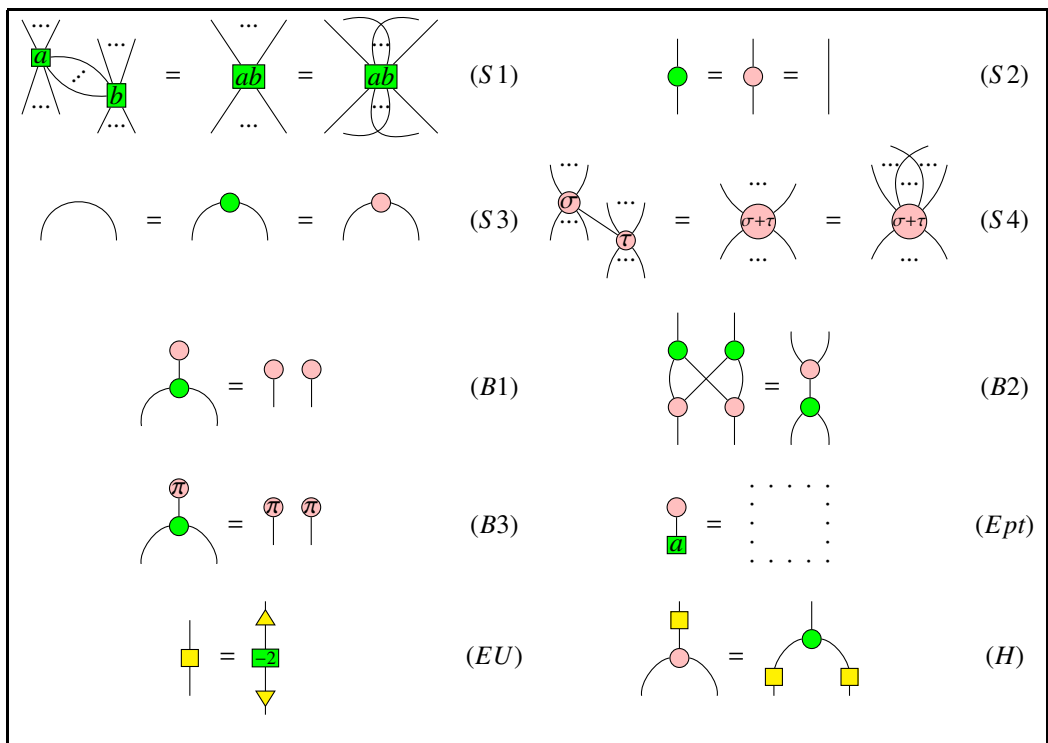 ... ... ... ...
a ... = ab = ab (S1) = = (S2)
... b ... ... ... ...
= = (S3) σ ... τ ... = σ+τ ... = σ+τ ... (S4)
= (B1) = (B2)
π = π π (B3) a = (Ept)
= −2 (EU) = (H)